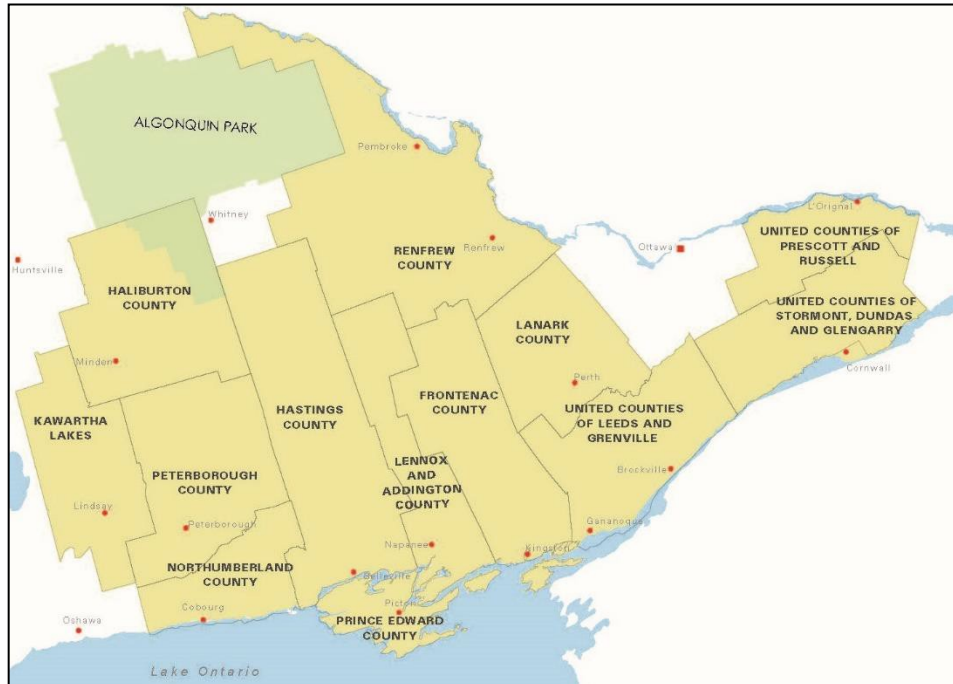 ALGONQUIN PARK
Pembroke
Whitney
L'Orignal
Huntsville
RENFREW
COUNTY
Renfrew
Ottawa
UNITED COUNTIES OF
PRESCOTT AND
RUSSELL
HALIBURTON
COUNTY
UNITED COUNTIES OF
STORMONT, DUNDAS
AND GLENGARRY
LANARK
COUNTY
Minden
Perth
Cornwall
KAWARTHA
LAKES
HASTINGS
COUNTY
FRONTENAC
COUNTY
UNITED COUNTIES
OF LEEDS AND
GRENVILLE
PETERBOROUGH
COUNTY
LENNOX
AND
ADDINGTON
COUNTY
Brockville
Lindsay
Peterborough
Gananoque
Napanee
Kingston
NORTHUMBERLAND
COUNTY
Belleville
Cobourg
Picton
PRINCE EDWARD
COUNTY
Oshawa
Lake Ontario